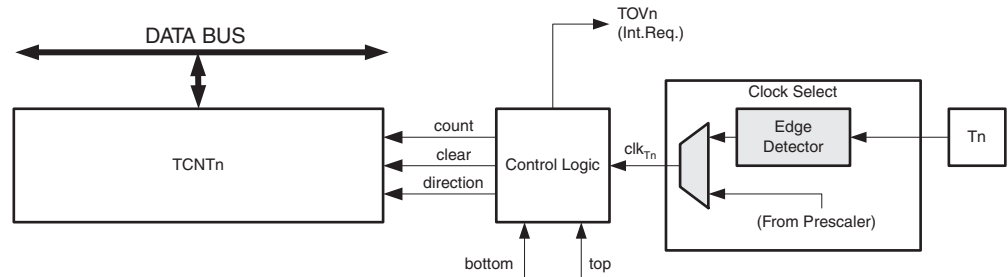 TOVn
(Int.Req.)
DATA BUS
Clock Select
TCNTn
count
clear
direction
Control Logic
clkTn
Edge
Detector
Tn
(From Prescaler)
bottom
top